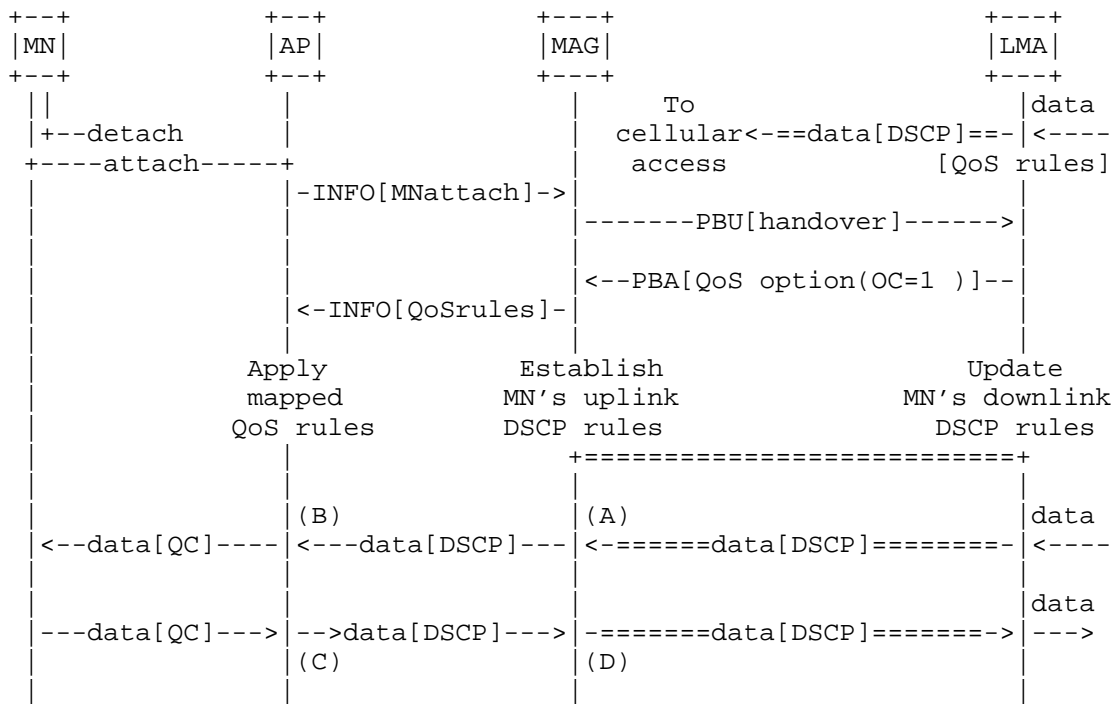 +--+ +--+ +---+ +---+
|MN| |AP| |MAG| |LMA|
+--+ +--+ +---+ +---+
|| | | To |data
|+--detach | | cellular<-==data[DSCP]==-|<----
+----attach-----+ | access [QoS rules]
| |-INFO[MNattach]->| |
| | |-------PBU[handover]------>|
| | | |
| | |<--PBA[QoS option(OC=1 )]--|
| |<-INFO[QoSrules]-| |
| | | |
| Apply Establish Update
| mapped MN's uplink MN's downlink
| QoS rules DSCP rules DSCP rules
| | +===========================+
| | | |
| |(B) |(A) |data
|<--data[QC]----|<---data[DSCP]---|<-======data[DSCP]========-|<----
| | | |
| | | |data
|---data[QC]--->|-->data[DSCP]--->|-=======data[DSCP]=======->|--->
| |(C) |(D) |
| | | |